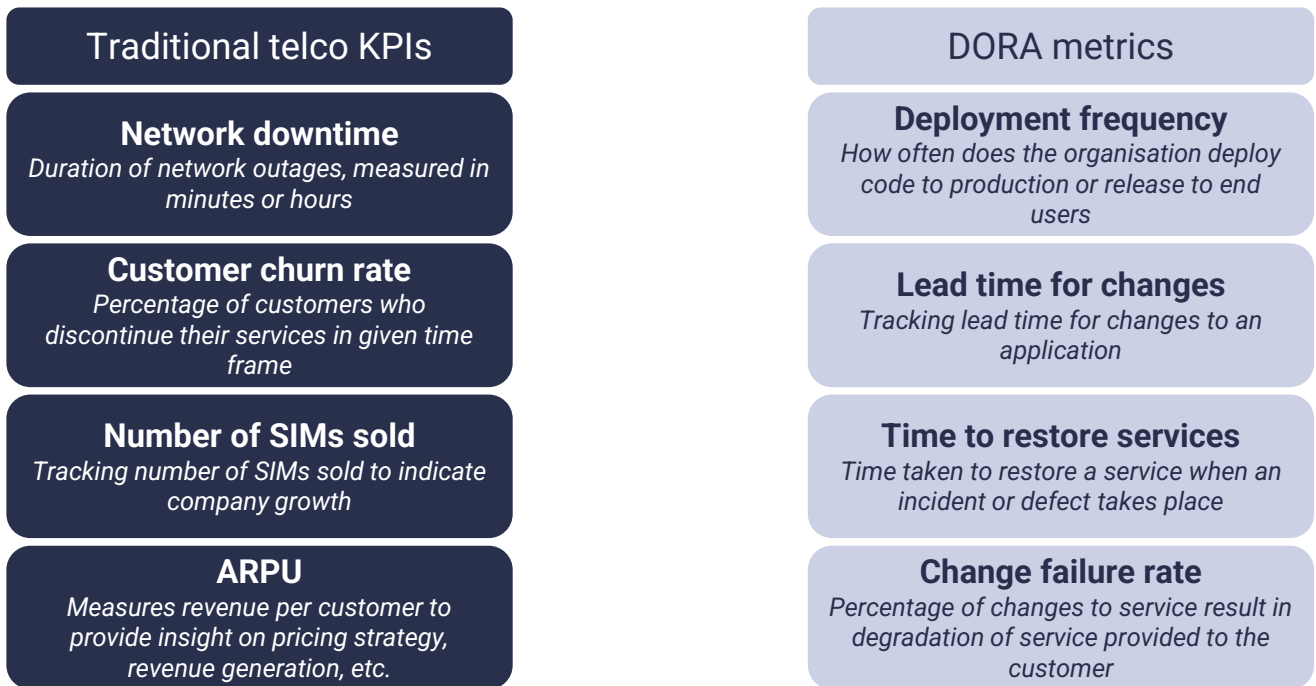 Traditional telco KPIs
Network downtime
Duration of network outages, measured in
minutes or hours
Customer churn rate
Percentage of customers who
discontinue their services in given time
frame
Number of SIMs sold
Tracking number of SIMs sold to indicate
company growth
ARPU
Measures revenue per customer to
provide insight on pricing strategy,
revenue generation, etc.
DORA metrics
Deployment frequency
How often does the organisation deploy
code to production or release to end
users
Lead time for changes
Tracking lead time for changes to an
application
Time to restore services
Time taken to restore a service when an
incident or defect takes place
Change failure rate
Percentage of changes to service result in
degradation of service provided to the
customer